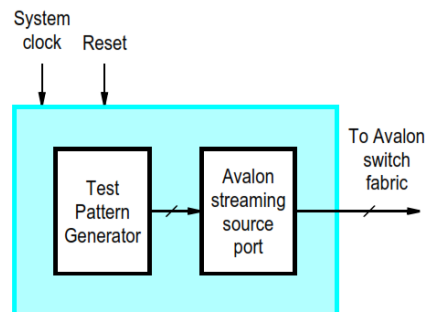 System
clock
Reset
To Avalon
switch
fabric
Test
Pattern
Generator
Avalon
streaming
source
port